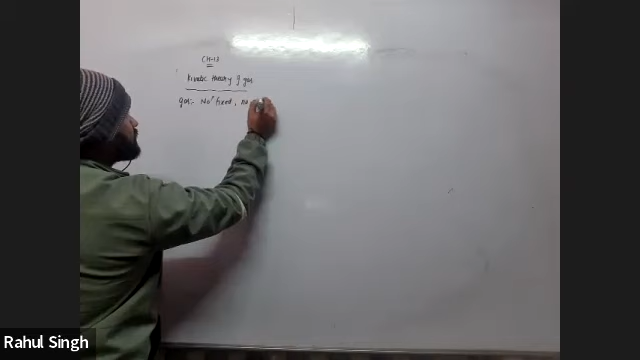 CH-13
Kinetic theory of gas
gas:- No fixed, no
Rahul Singh